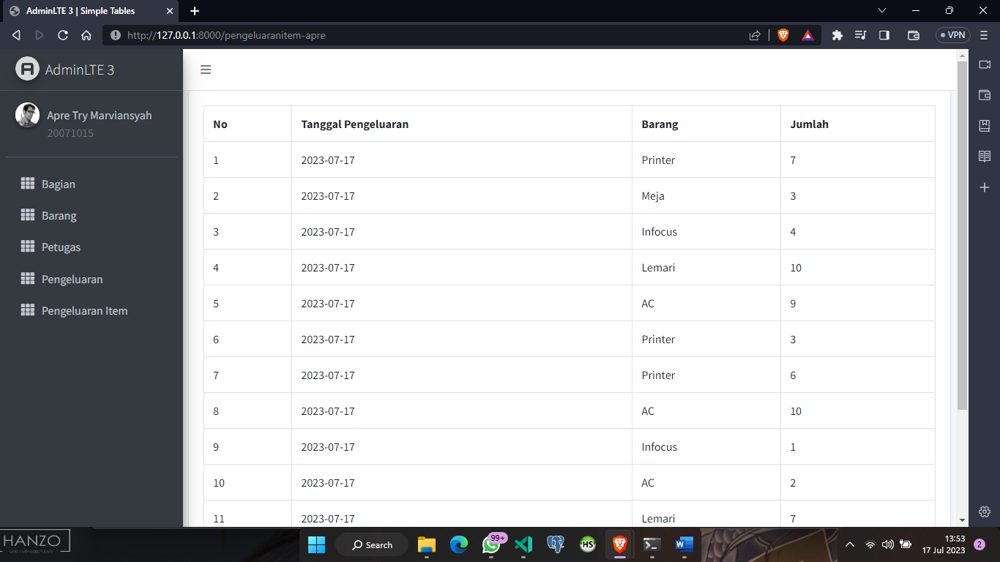 AdminLTE 3 | Simple Tables
http://127.0.0.1:8000/pengeluaranitem-apre
VPN
AdminLTE 3
Apre Try Marviansyah
20071015
Bagian
Barang
Petugas
Pengeluaran
Pengeluaran Item
No Tanggal Pengeluaran Barang Jumlah
1 2023-07-17 Printer 7
2 2023-07-17 Meja 3
3 2023-07-17 Infocus 4
4 2023-07-17 Lemari 10
5 2023-07-17 AC 9
6 2023-07-17 Printer 3
7 2023-07-17 Printer 6
8 2023-07-17 AC 10
9 2023-07-17 Infocus 1
10 2023-07-17 AC 2
11 2023-07-17 Lemari 7
HANZO
best overwatch style
Search
99+
HS
13:53
17 Jul 2023
2